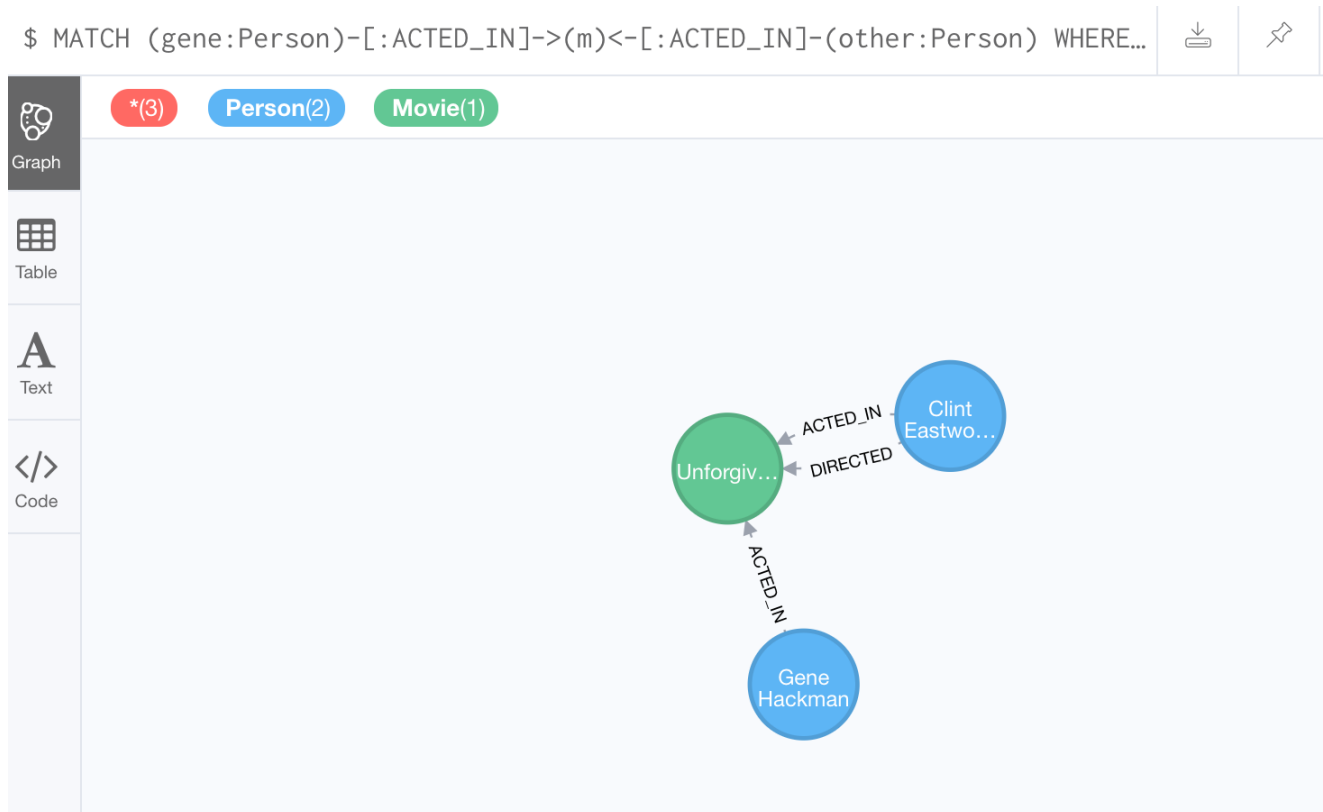 $ MATCH (gene:Person)-[:ACTED_IN]->(m)<-[:ACTED_IN]-(other:Person) WHERE…
*(3) Person(2) Movie(1)
Graph
Table
Text
Code
Clint
Eastwo…
ACTED_IN
DIRECTED
Unforgiv…
ACTED_IN
Gene
Hackman